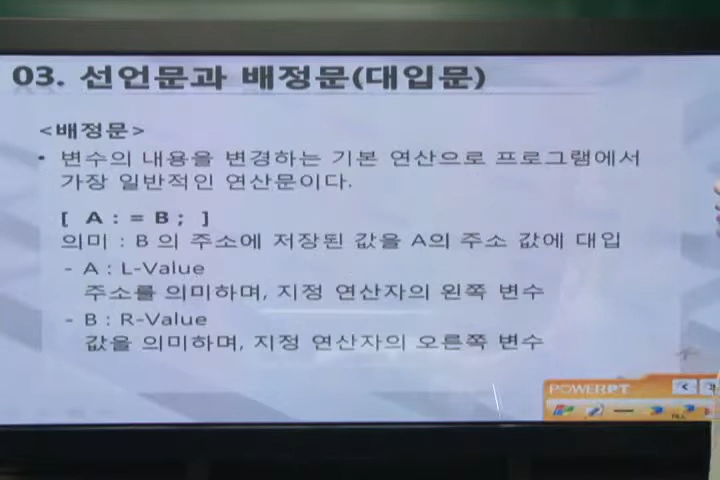 03. 선언문과 배정문(대입문)
<배정문>
• 변수의 내용을 변경하는 기본 연산으로 프로그램에서
가장 일반적인 연산문이다.
[ A : = B ; ]
의미 : B 의 주소에 저장된 값을 A의 주소 값에 대입
- A : L-Value
주소를 의미하며, 지정 연산자의 왼쪽 변수
- B : R-Value
값을 의미하며, 지정 연산자의 오른쪽 변수
POWERPT